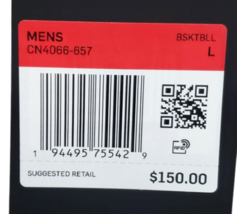 MENS BSKTBLL
CN4066-657 L
1 94495 75542 9
SUGGESTED RETAIL $150.00